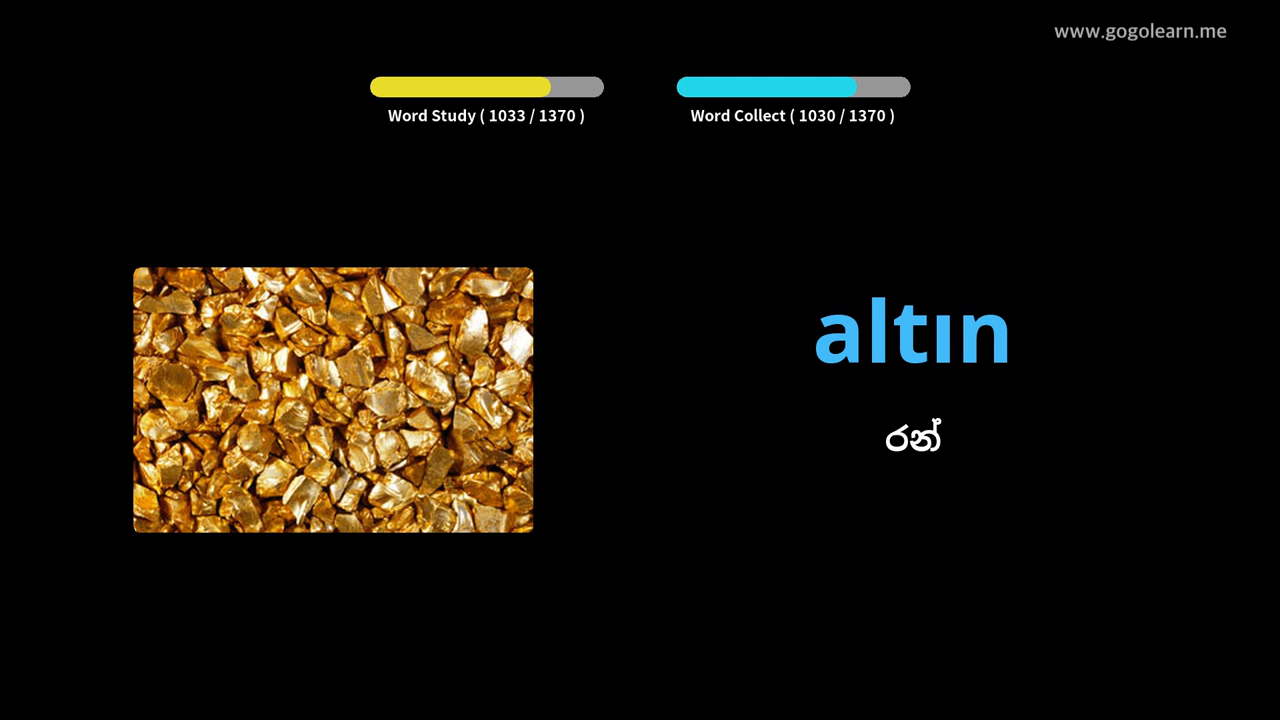 www.gogolearn.me
Word Study ( 1033 / 1370 )
Word Collect ( 1030 / 1370 )
altın
රන්